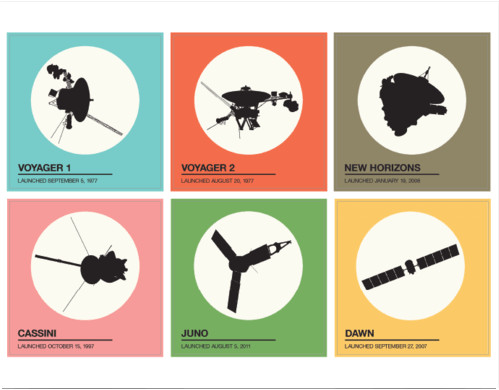 VOYAGER 1
LAUNCHED SEPTEMBER 5, 1977
VOYAGER 2
LAUNCHED AUGUST 20, 1977
NEW HORIZONS
LAUNCHED JANUARY 19, 2006
CASSINI
LAUNCHED OCTOBER 15, 1997
JUNO
LAUNCHED AUGUST 5, 2011
DAWN
LAUNCHED SEPTEMBER 27, 2007